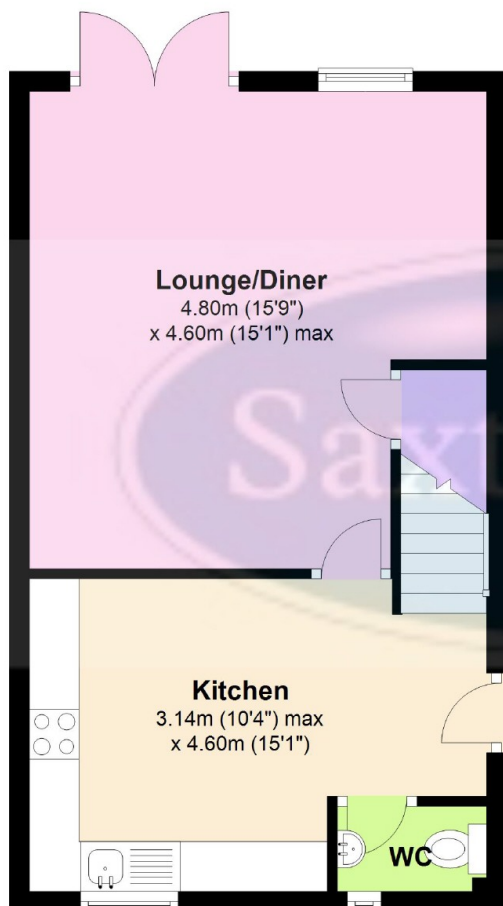 Lounge/Diner
4.80m (15'9")
x 4.60m (15'1") max
Saxt
Kitchen
3.14m (10'4") max
x 4.60m (15'1")
WC